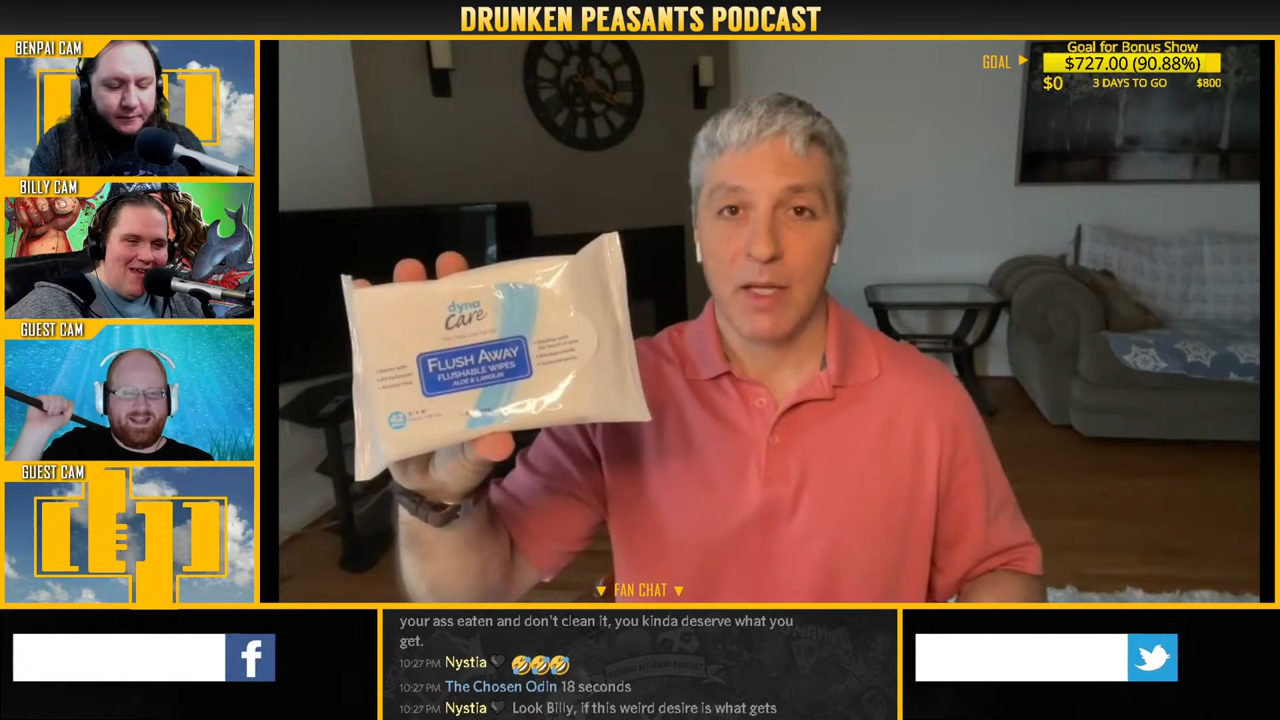 DRUNKEN PEASANTS PODCAST
BENPAI CAM
BILLY CAM
GUEST CAM
GUEST CAM
GOAL
Goal for Bonus Show
$727.00 (90.88%)
$0
3 DAYS TO GO
$800
dyna
care
FLUSH AWAY
FLUSHABLE WIPES
ALOE & LANOLIN
42
▼ FAN CHAT ▼
your ass eaten and don't clean it, you kinda deserve what you
get.
10:27 PM Nystia 🤣🤣🤣
10:27 PM The Chosen Odin 18 seconds
10:27 PM Nystia Look Billy, if this weird desire is what gets